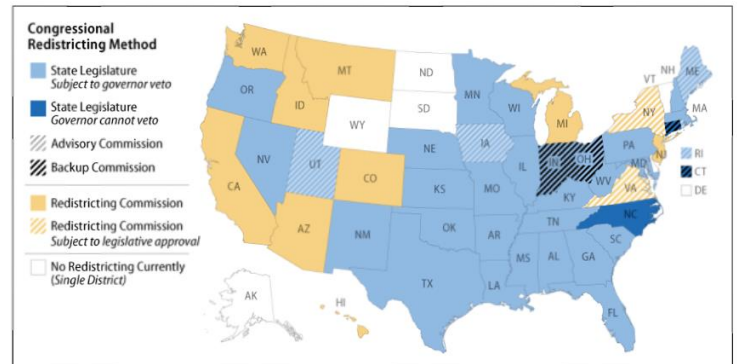 Congressional
Redistricting Method
State Legislature
Subject to governor veto
State Legislature
Governor cannot veto
Advisory Commission
Backup Commission
Redistricting Commission
Redistricting Commission
Subject to legislative approval
No Redistricting Currently
(Single District)
WA
MT
ND
MN
OR
ID
WY
SD
WI
MI
NY
VT
NH
ME
MA
RI
CT
DE
NV
UT
CO
NE
IA
IL
IN
OH
PA
NJ
MD
CA
AZ
NM
KS
MO
KY
WV
VA
OK
AR
TN
NC
SC
TX
LA
MS
AL
GA
FL
AK
HI